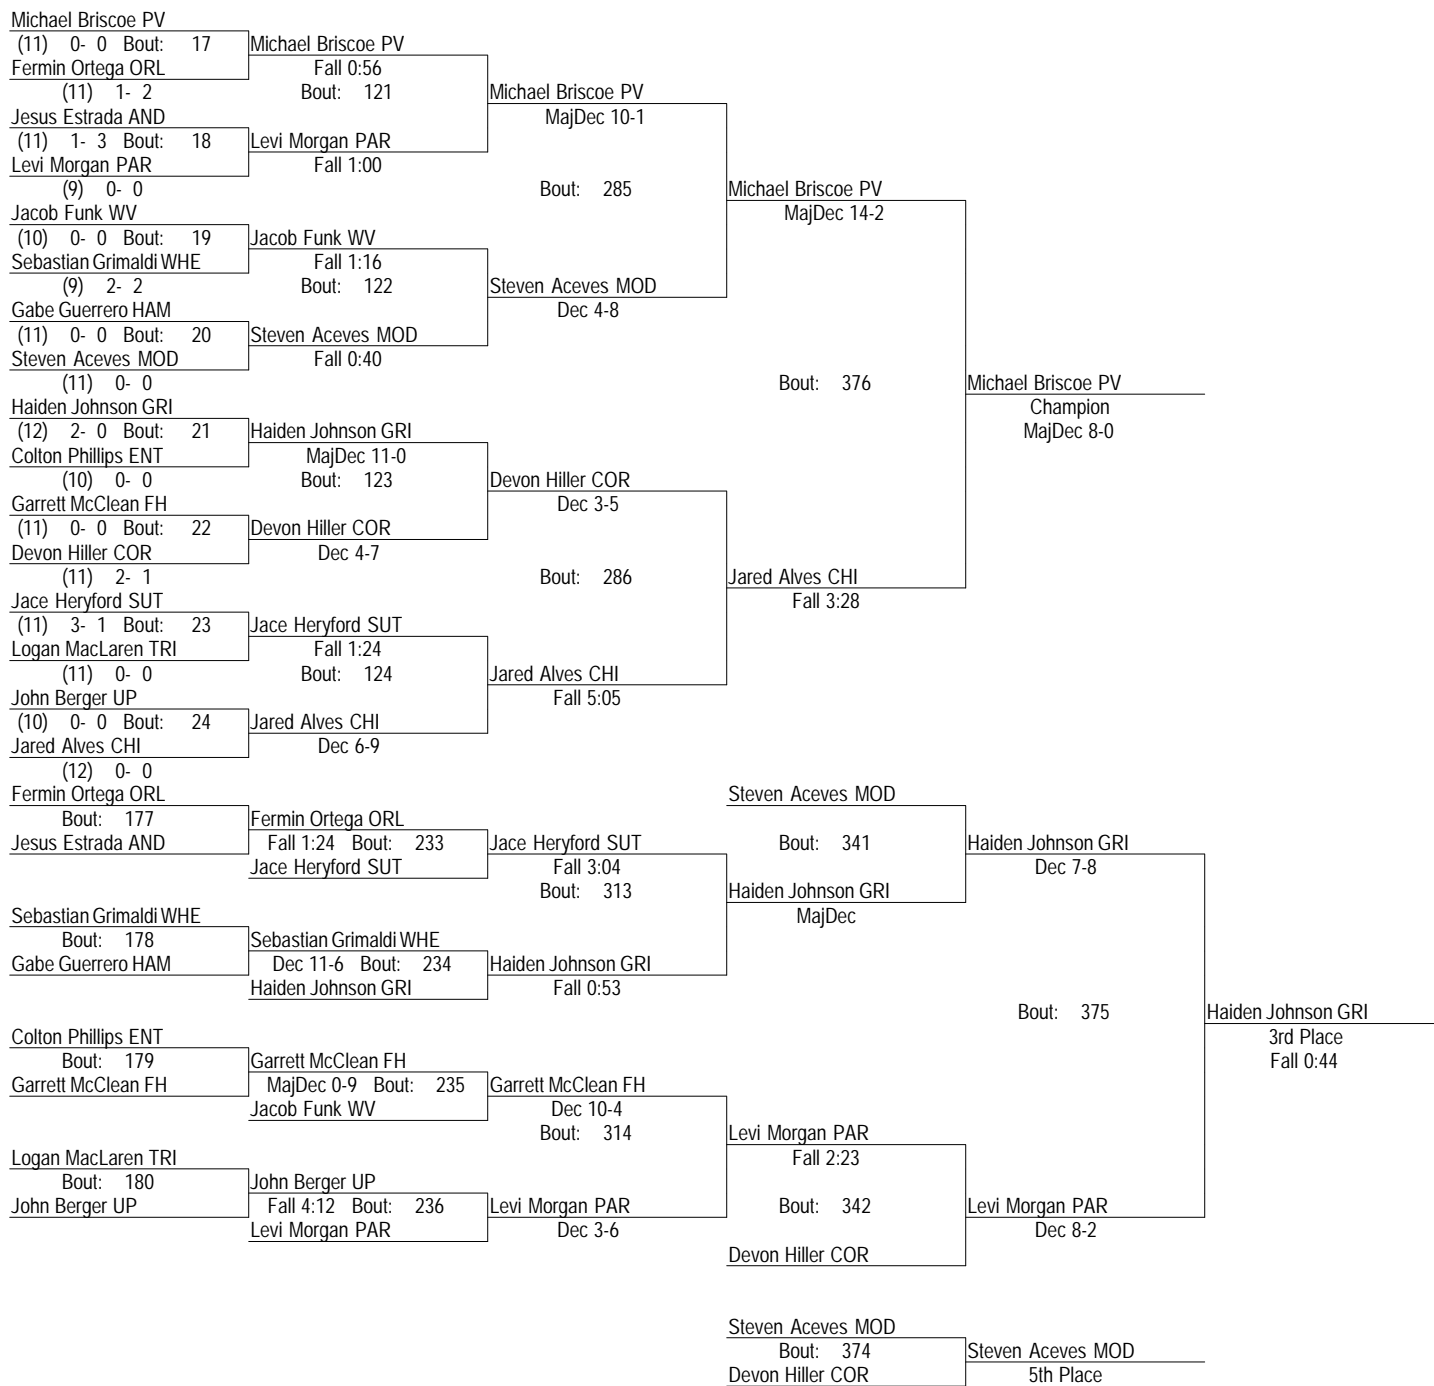 Michael Briscoe PV
(11) 0- 0 Bout: 17 Michael Briscoe PV
Fermin Ortega ORL Fall 0:56
(11) 1- 2 Bout: 121 Michael Briscoe PV
Jesus Estrada AND MajDec 10-1
(11) 1- 3 Bout: 18 Levi Morgan PAR
Levi Morgan PAR Fall 1:00
(9) 0- 0 Bout: 285 Michael Briscoe PV
Jacob Funk WV MajDec 14-2
(10) 0- 0 Bout: 19 Jacob Funk WV
Sebastian Grimaldi WHE Fall 1:16
(9) 2- 2 Bout: 122 Steven Aceves MOD
Gabe Guerrero HAM Dec 4-8
(11) 0- 0 Bout: 20 Steven Aceves MOD
Steven Aceves MOD Fall 0:40
(11) 0- 0 Bout: 376 Michael Briscoe PV
Haiden Johnson GRI Champion
(12) 2- 0 Bout: 21 Haiden Johnson GRI MajDec 8-0
Colton Phillips ENT MajDec 11-0
(10) 0- 0 Bout: 123 Devon Hiller COR
Garrett McClean FH Dec 3-5
(11) 0- 0 Bout: 22 Devon Hiller COR
Devon Hiller COR Dec 4-7
(11) 2- 1 Bout: 286 Jared Alves CHI
Jace Heryford SUT Fall 3:28
(11) 3- 1 Bout: 23 Jace Heryford SUT
Logan MacLaren TRI Fall 1:24
(11) 0- 0 Bout: 124 Jared Alves CHI
John Berger UP Fall 5:05
(10) 0- 0 Bout: 24 Jared Alves CHI
Jared Alves CHI Dec 6-9
(12) 0- 0
Fermin Ortega ORL Steven Aceves MOD
Bout: 177 Fermin Ortega ORL
Jesus Estrada AND Fall 1:24 Bout: 233 Jace Heryford SUT Bout: 341 Haiden Johnson GRI
Jace Heryford SUT Fall 3:04 Dec 7-8
Bout: 313 Haiden Johnson GRI
Sebastian Grimaldi WHE MajDec
Bout: 178 Sebastian Grimaldi WHE
Gabe Guerrero HAM Dec 11-6 Bout: 234 Haiden Johnson GRI
Haiden Johnson GRI Fall 0:53
Bout: 375 Haiden Johnson GRI
Colton Phillips ENT 3rd Place
Bout: 179 Garrett McClean FH Fall 0:44
Garrett McClean FH MajDec 0-9 Bout: 235 Garrett McClean FH
Jacob Funk WV Dec 10-4
Bout: 314 Levi Morgan PAR
Logan MacLaren TRI Fall 2:23
Bout: 180 John Berger UP
John Berger UP Fall 4:12 Bout: 236 Levi Morgan PAR Bout: 342 Levi Morgan PAR
Levi Morgan PAR Dec 3-6 Dec 8-2
Devon Hiller COR
Steven Aceves MOD
Bout: 374 Steven Aceves MOD
Devon Hiller COR 5th Place